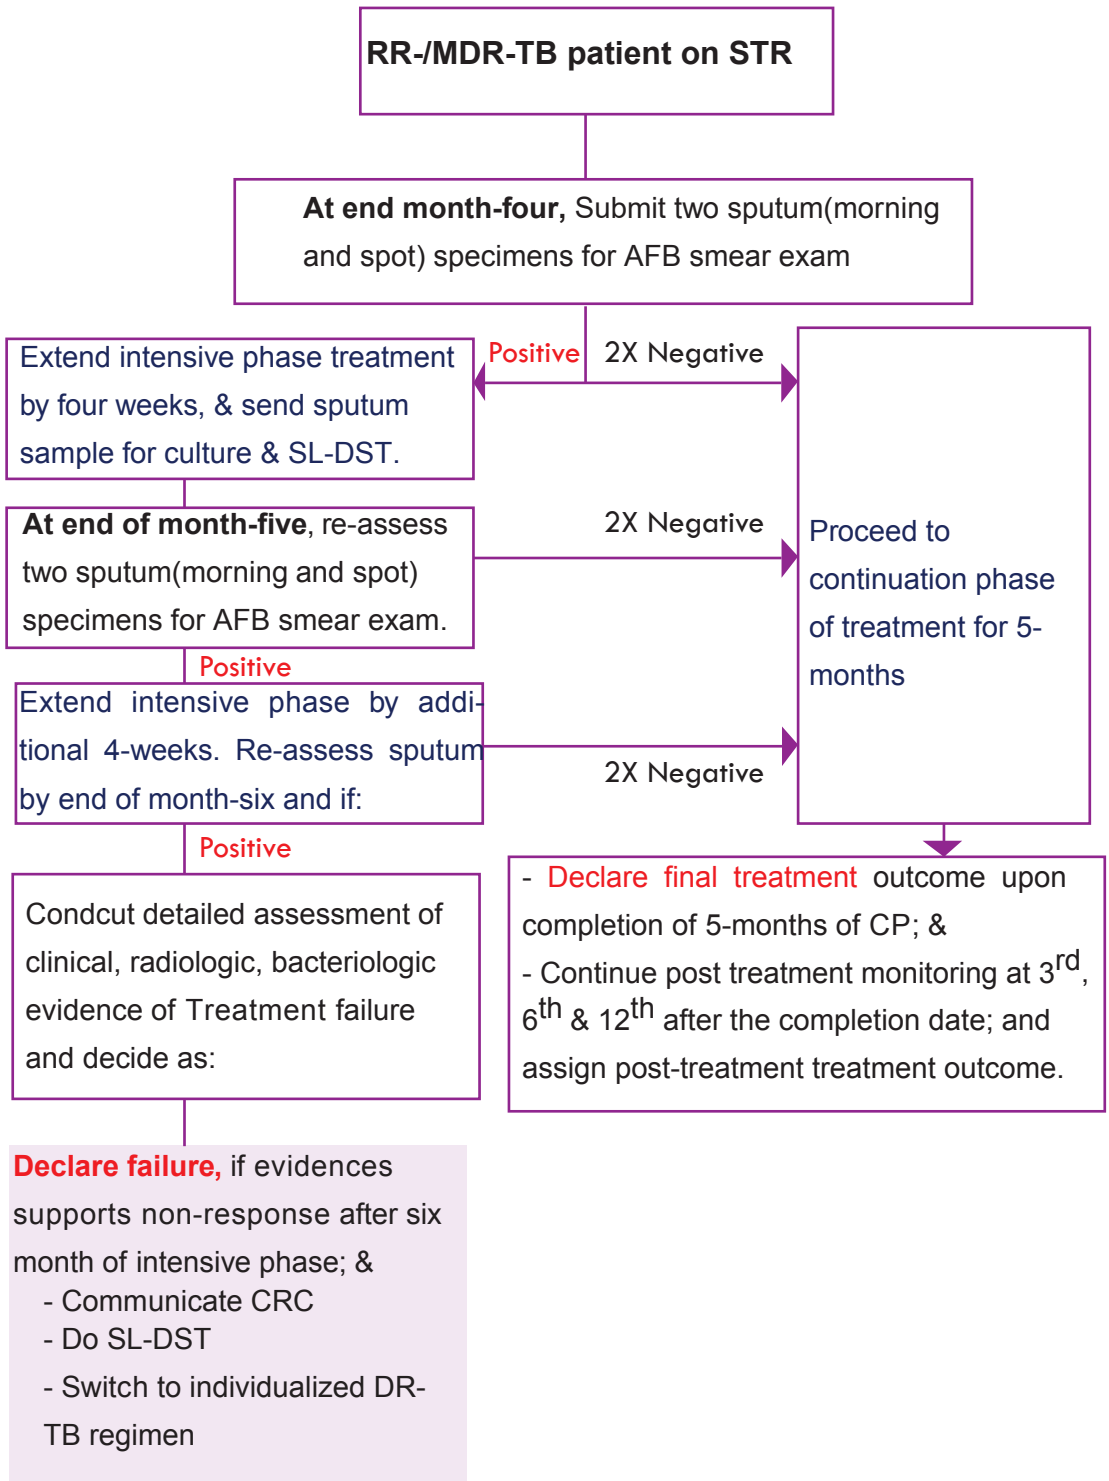 RR-/MDR-TB patient on STR
At end month-four, Submit two sputum(morning
and spot) specimens for AFB smear exam
Positive
2X Negative
Extend intensive phase treatment
by four weeks, & send sputum
sample for culture & SL-DST.
At end of month-five, re-assess
two sputum(morning and spot)
specimens for AFB smear exam.
2X Negative
Proceed to
continuation phase
of treatment for 5-
months
Positive
Extend intensive phase by addi-
tional 4-weeks. Re-assess sputum
by end of month-six and if:
2X Negative
Positive
Condcut detailed assessment of
clinical, radiologic, bacteriologic
evidence of Treatment failure
and decide as:
- Declare final treatment outcome upon
completion of 5-months of CP; &
- Continue post treatment monitoring at 3rd,
6th & 12th after the completion date; and
assign post-treatment treatment outcome.
Declare failure, if evidences
supports non-response after six
month of intensive phase; &
- Communicate CRC
- Do SL-DST
- Switch to individualized DR-
TB regimen